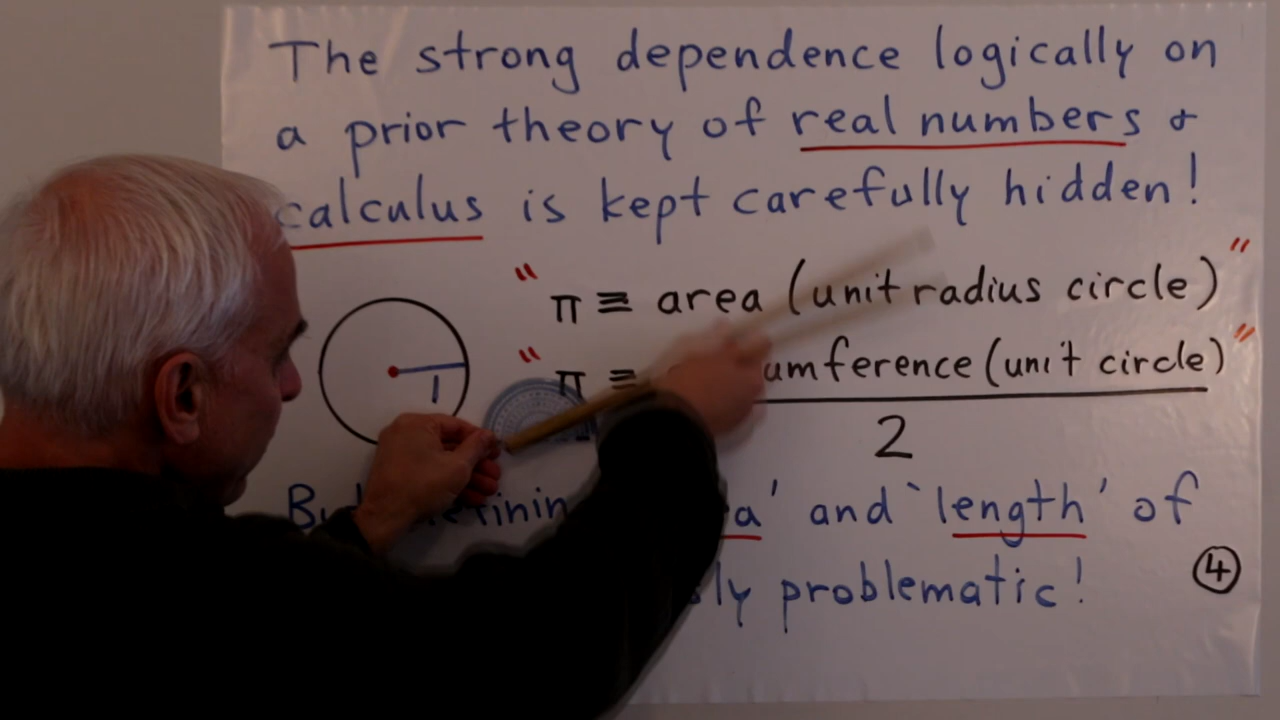 The strong dependence logically on
a prior theory of real numbers &
calculus is kept carefully hidden!
" π ≡ area (unit radius circle) "
" π ≡ umference (unit circle) "
2
1
a' and `length' of
ly problematic!
4